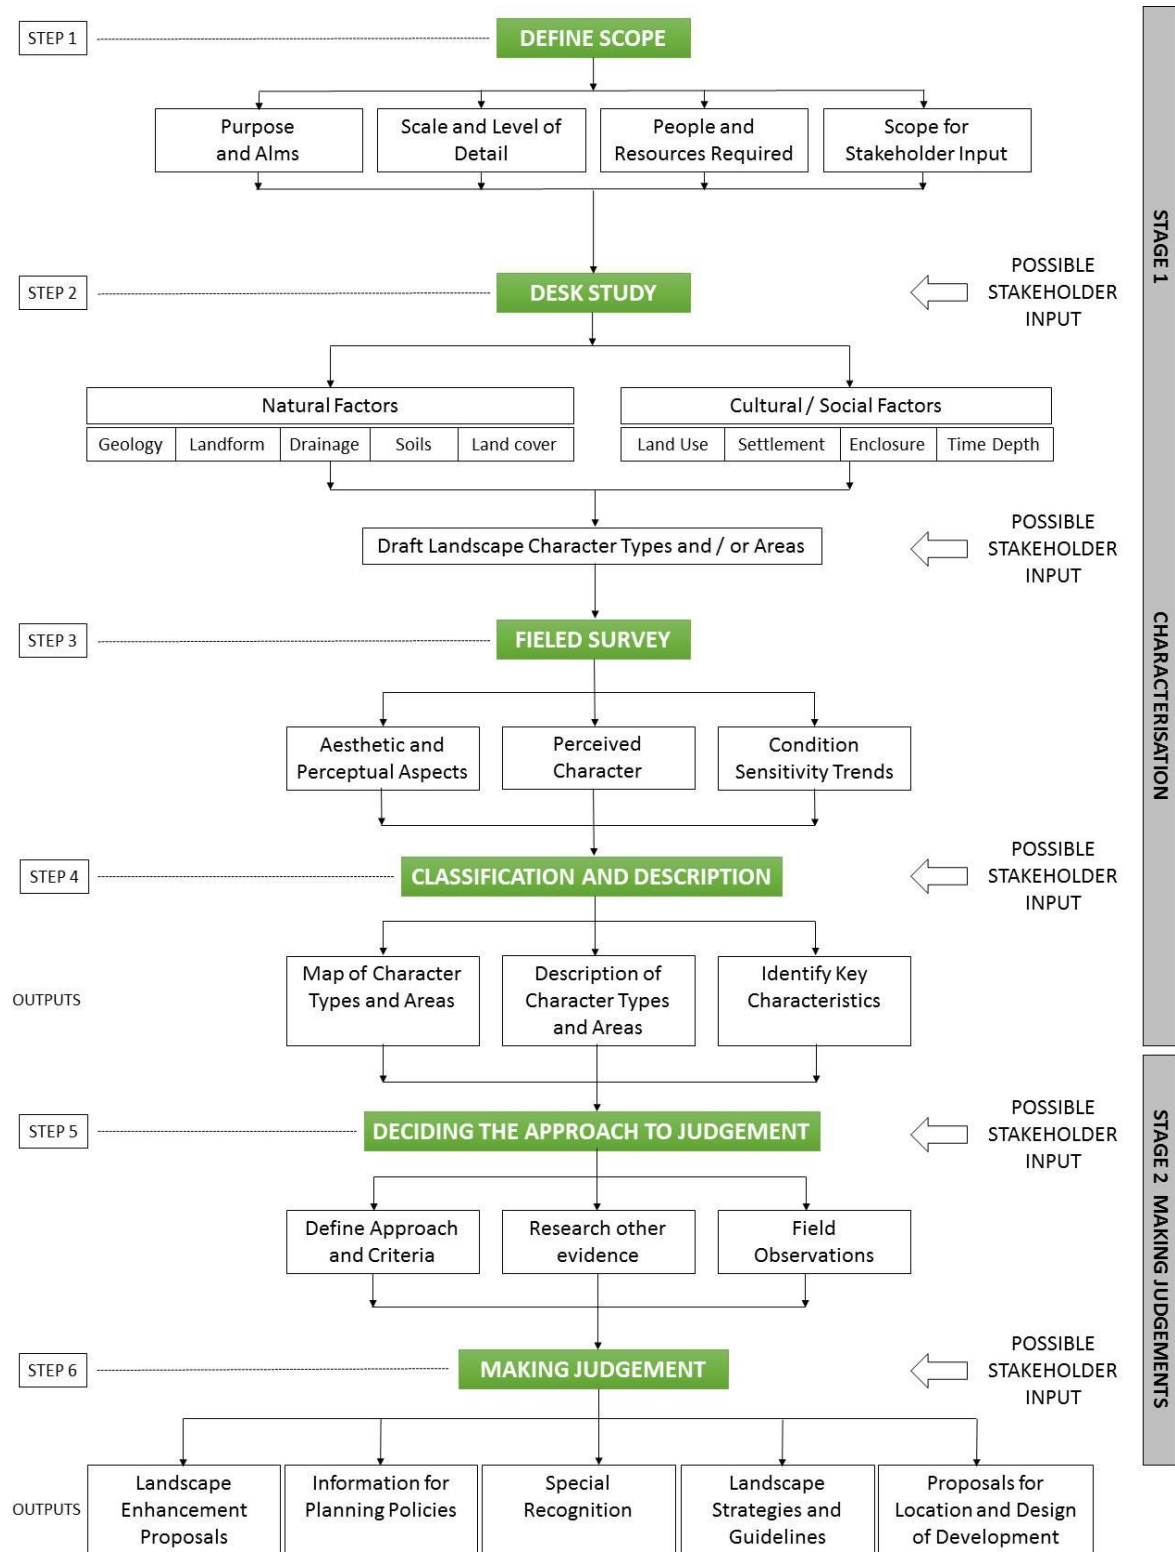 STEP 1
DEFINE SCOPE
Purpose
and Alms
Scale and Level of
Detail
People and
Resources Required
Scope for
Stakeholder Input
STEP 2
DESK STUDY
POSSIBLE
STAKEHOLDER
INPUT
Natural Factors
Geology
Landform
Drainage
Soils
Land cover
Cultural / Social Factors
Land Use
Settlement
Enclosure
Time Depth
Draft Landscape Character Types and / or Areas
POSSIBLE
STAKEHOLDER
INPUT
STEP 3
FIELED SURVEY
Aesthetic and
Perceptual Aspects
Perceived
Character
Condition
Sensitivity Trends
STEP 4
CLASSIFICATION AND DESCRIPTION
POSSIBLE
STAKEHOLDER
INPUT
OUTPUTS
Map of Character
Types and Areas
Description of
Character Types
and Areas
Identify Key
Characteristics
STAGE 1 CHARACTERISATION
STEP 5
DECIDING THE APPROACH TO JUDGEMENT
POSSIBLE
STAKEHOLDER
INPUT
Define Approach
and Criteria
Research other
evidence
Field
Observations
STEP 6
MAKING JUDGEMENT
POSSIBLE
STAKEHOLDER
INPUT
OUTPUTS
Landscape
Enhancement
Proposals
Information for
Planning Policies
Special
Recognition
Landscape
Strategies and
Guidelines
Proposals for
Location and Design
of Development
STAGE 2 MAKING JUDGEMENTS